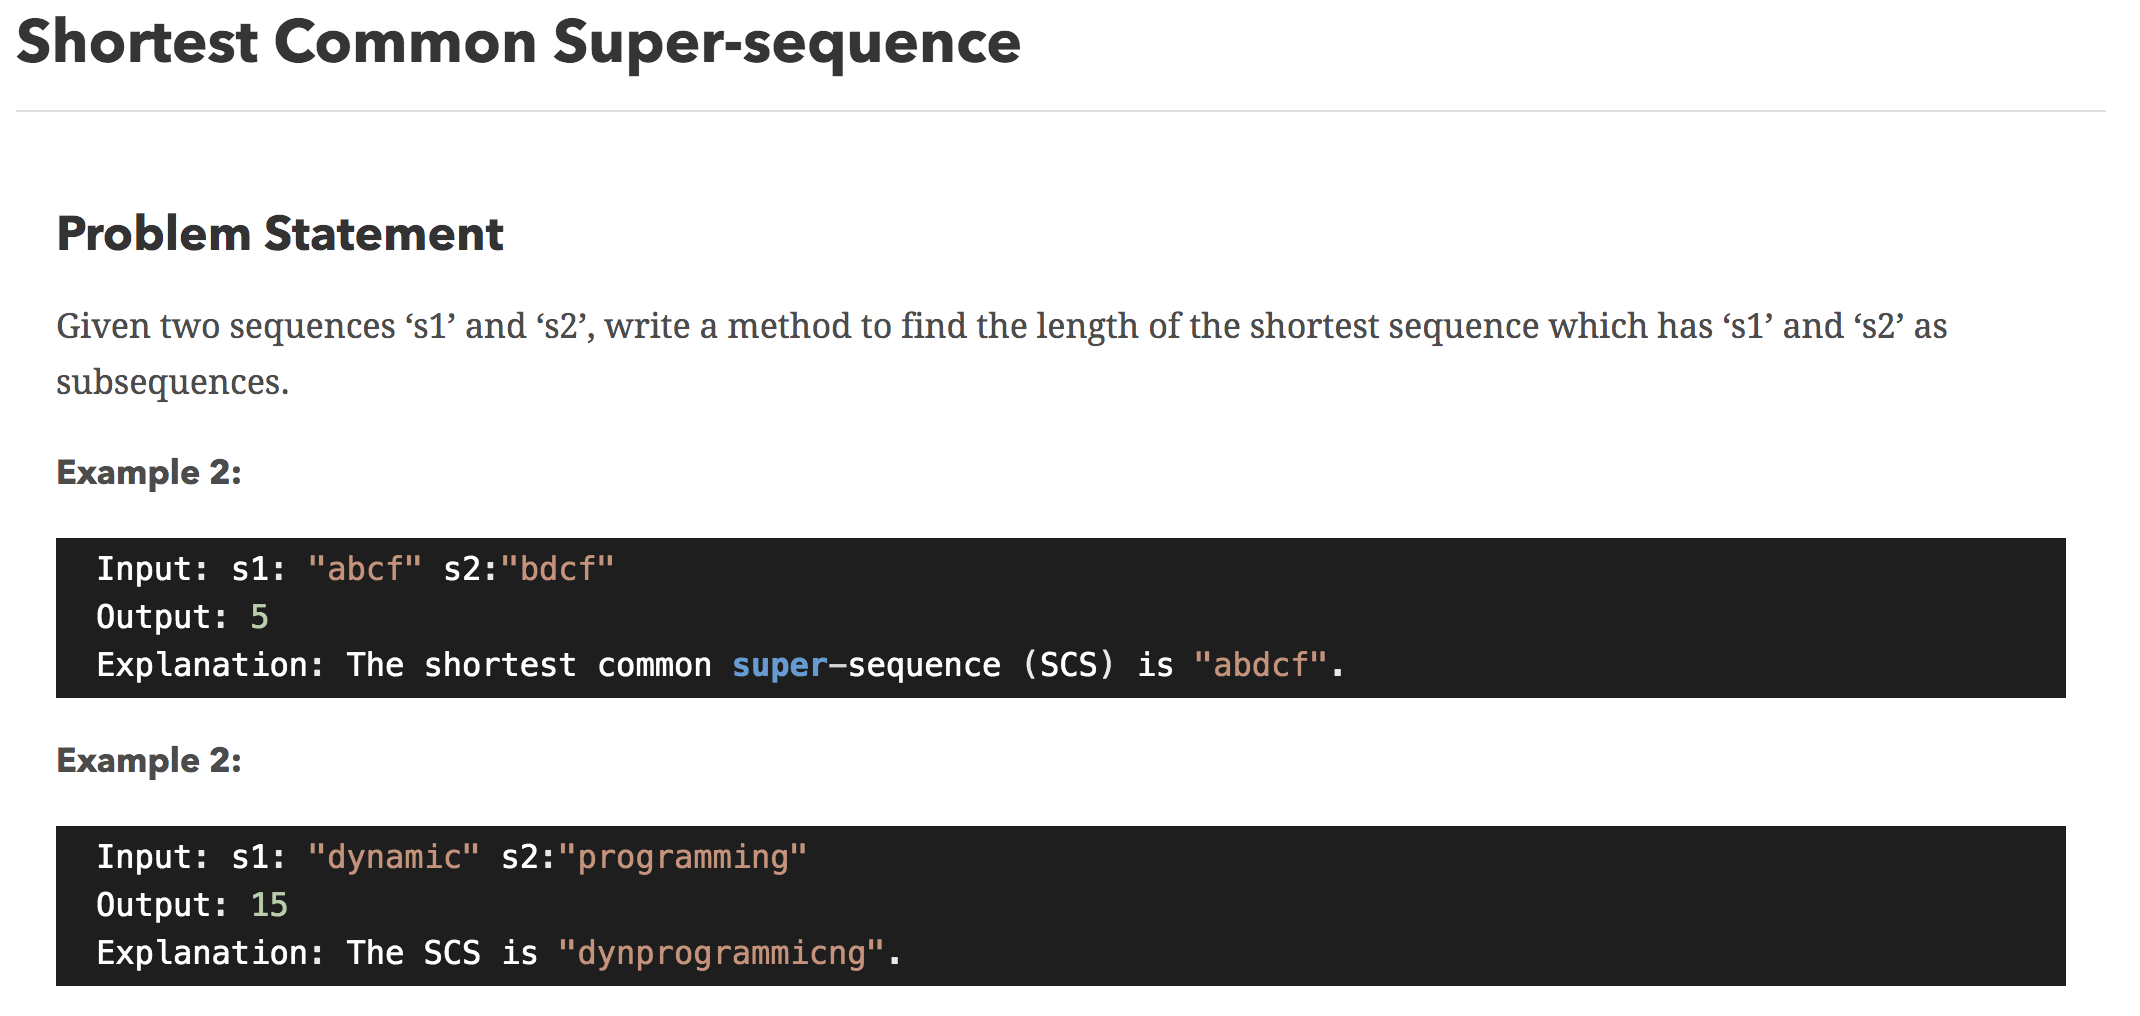 Shortest Common Super-sequence
Problem Statement
Given two sequences ‘s1’ and ‘s2’, write a method to find the length of the shortest sequence which has ‘s1’ and ‘s2’ as
subsequences.
Example 2:
Input: s1: "abcf" s2:"bdcf"
Output: 5
Explanation: The shortest common super-sequence (SCS) is "abdcf".
Example 2:
Input: s1: "dynamic" s2:"programming"
Output: 15
Explanation: The SCS is "dynprogrammicng".